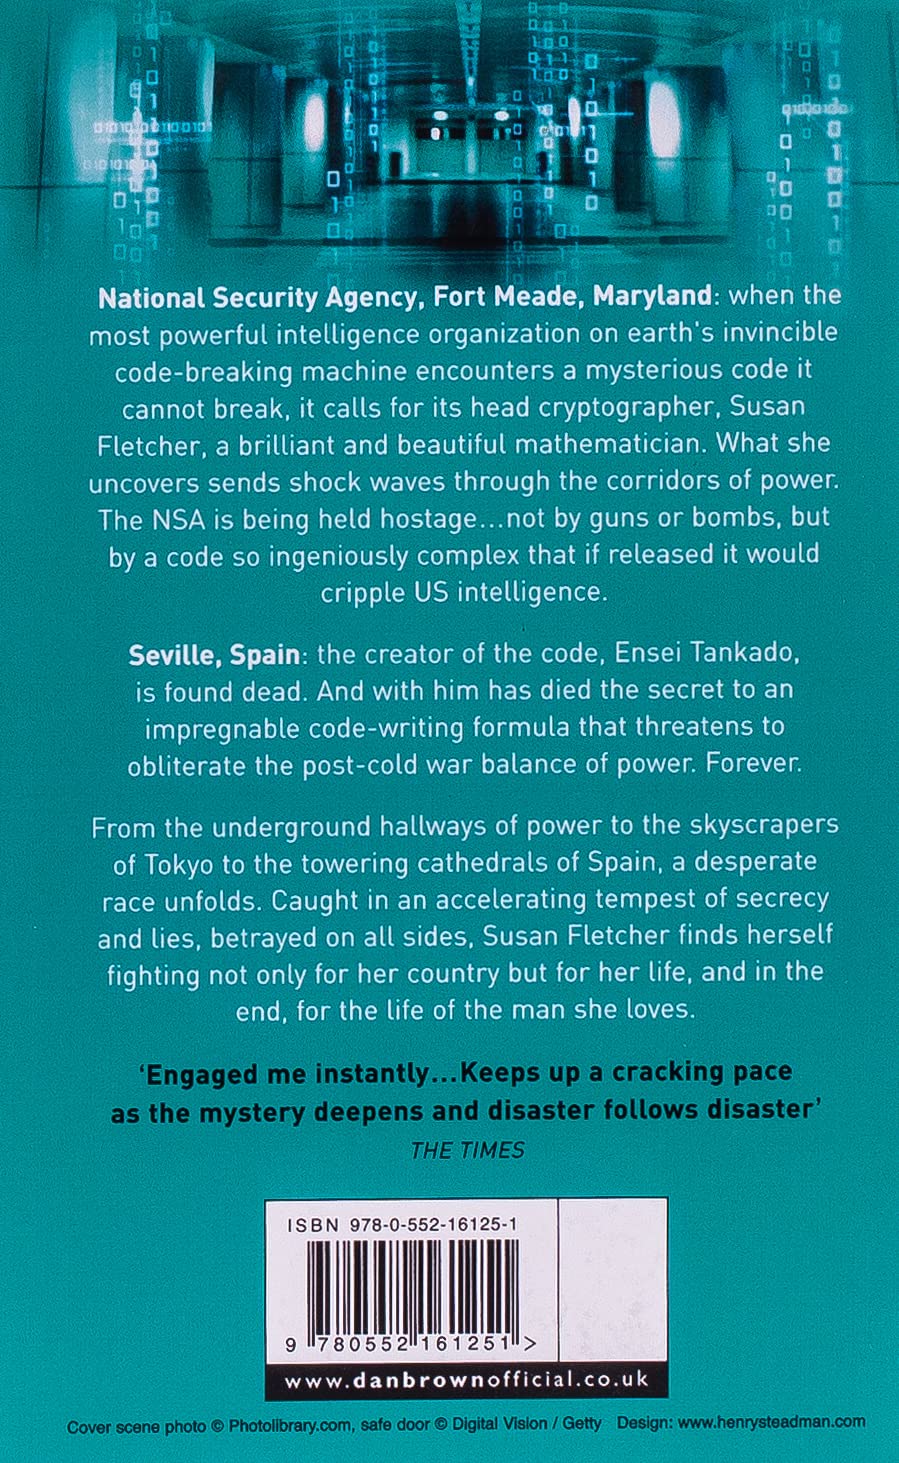 National Security Agency, Fort Meade, Maryland: when the
most powerful intelligence organization on earth's invincible
code-breaking machine encounters a mysterious code it
cannot break, it calls for its head cryptographer, Susan
Fletcher, a brilliant and beautiful mathematician. What she
uncovers sends shock waves through the corridors of power.
The NSA is being held hostage...not by guns or bombs, but
by a code so ingeniously complex that if released it would
cripple US intelligence.
Seville, Spain: the creator of the code, Ensei Tankado,
is found dead. And with him has died the secret to an
impregnable code-writing formula that threatens to
obliterate the post-cold war balance of power. Forever.
From the underground hallways of power to the skyscrapers
of Tokyo to the towering cathedrals of Spain, a desperate
race unfolds. Caught in an accelerating tempest of secrecy
and lies, betrayed on all sides, Susan Fletcher finds herself
fighting not only for her country but for her life, and in the
end, for the life of the man she loves.
‘Engaged me instantly...Keeps up a cracking pace
as the mystery deepens and disaster follows disaster’
THE TIMES
ISBN 978-0-552-16125-1
9 780552 161251 >
www.danbrownofficial.co.uk
Cover scene photo © Photolibrary.com, safe door © Digital Vision / Getty Design: www.henrysteadman.com